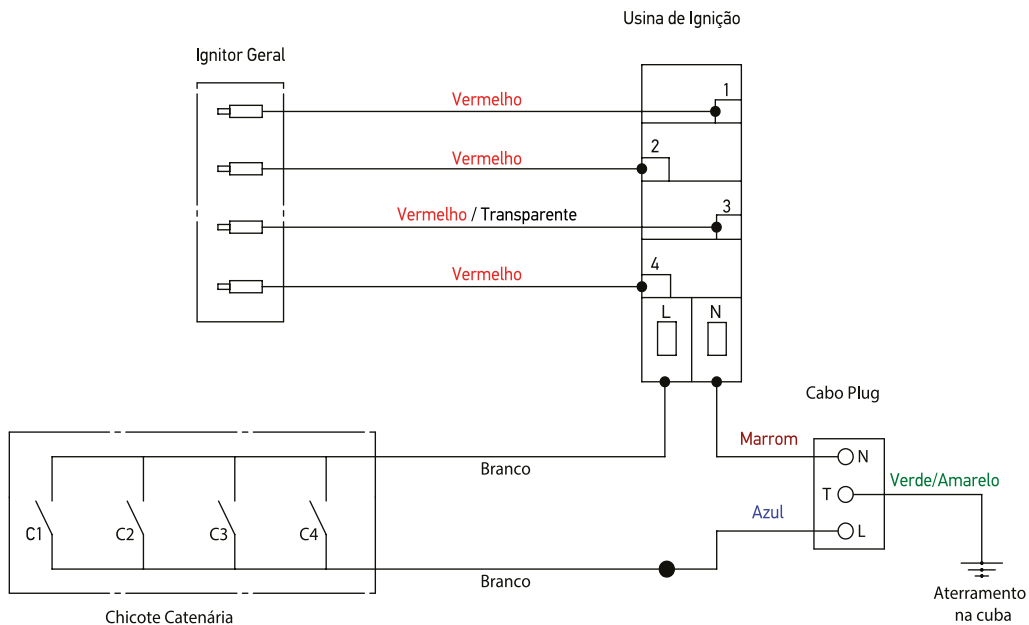 Usina de Ignição
Ignitor Geral
Vermelho
1
Vermelho
2
Vermelho / Transparente
3
Vermelho
4
L
N
Cabo Plug
Marrom
N
Branco
Verde/Amarelo
T
Azul
L
C1
C2
C3
C4
Branco
Aterramento
na cuba
Chicote Catenária